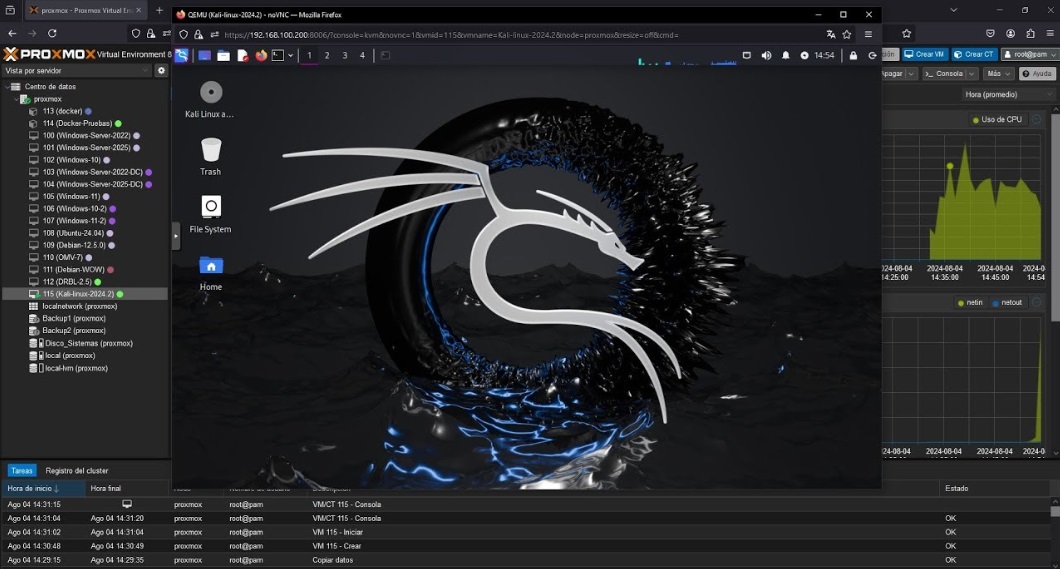 proxmox - Proxmox Virtual En
QEMU (Kali-linux-2024.2) - noVNC — Mozilla Firefox
https://192.168.100.200:8006/?console=kvm&novnc=1&vmid=115&vmname=Kali-linux-2024.2&node=proxmox&resize=off&cmd=
PROXMOX Virtual Environment 8
Crear VM
Crear CT
root@pam
1 2 3 4
14:54
Vista por servidor
Apagar
Consola
Más
Ayuda
Centro de datos
Hora (promedio)
proxmox
113 (docker)
114 (Docker-Pruebas)
100 (Windows-Server-2022)
101 (Windows-Server-2025)
102 (Windows-10)
103 (Windows-Server-2022-DC)
104 (Windows-Server-2025-DC)
105 (Windows-11)
106 (Windows-10-2)
107 (Windows-11-2)
108 (Ubuntu-24.04)
109 (Debian-12.5.0)
110 (OMV-7)
111 (Debian-WOW)
112 (DRBL-2.5)
115 (Kali-linux-2024.2)
localnetwork (proxmox)
Backup1 (proxmox)
Backup2 (proxmox)
Disco_Sistemas (proxmox)
local (proxmox)
local-lvm (proxmox)
Kali Linux a...
Trash
File System
Home
Uso de CPU
2024-08-04
14:25:00
2024-08-04
14:35:00
2024-08-04
14:45:00
2024-0
14:54
netin
netout
2024-08-04
2024-08-04
2024-08-04
2024-0
Tareas
Registro del cluster
Hora de inicio ↓
Hora final
Estado
Ago 04 14:31:15 proxmox root@pam VM/CT 115 - Consola
Ago 04 14:31:04 Ago 04 14:31:20 proxmox root@pam VM/CT 115 - Consola OK
Ago 04 14:31:02 Ago 04 14:31:04 proxmox root@pam VM 115 - Iniciar OK
Ago 04 14:30:48 Ago 04 14:30:49 proxmox root@pam VM 115 - Crear OK
Ago 04 14:29:15 Ago 04 14:29:35 proxmox root@pam Copiar datos OK